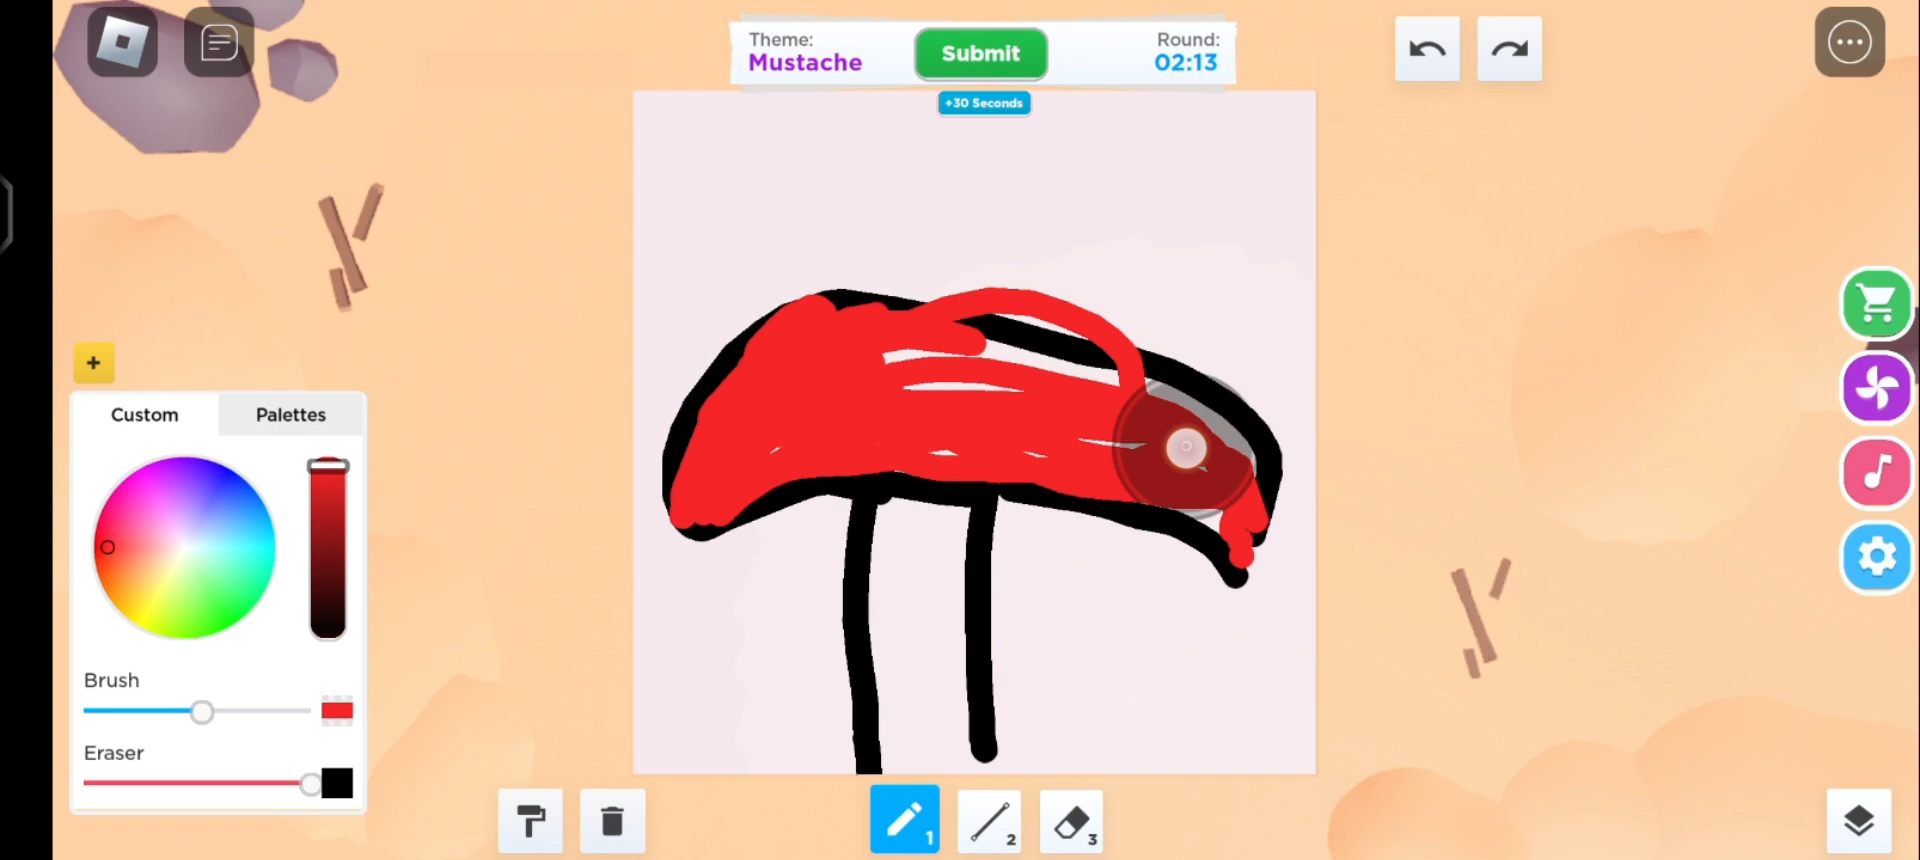 Theme:
Mustache
Submit
Round:
02:13
+30 Seconds
+
Custom
Palettes
Brush
Eraser
1
2
3